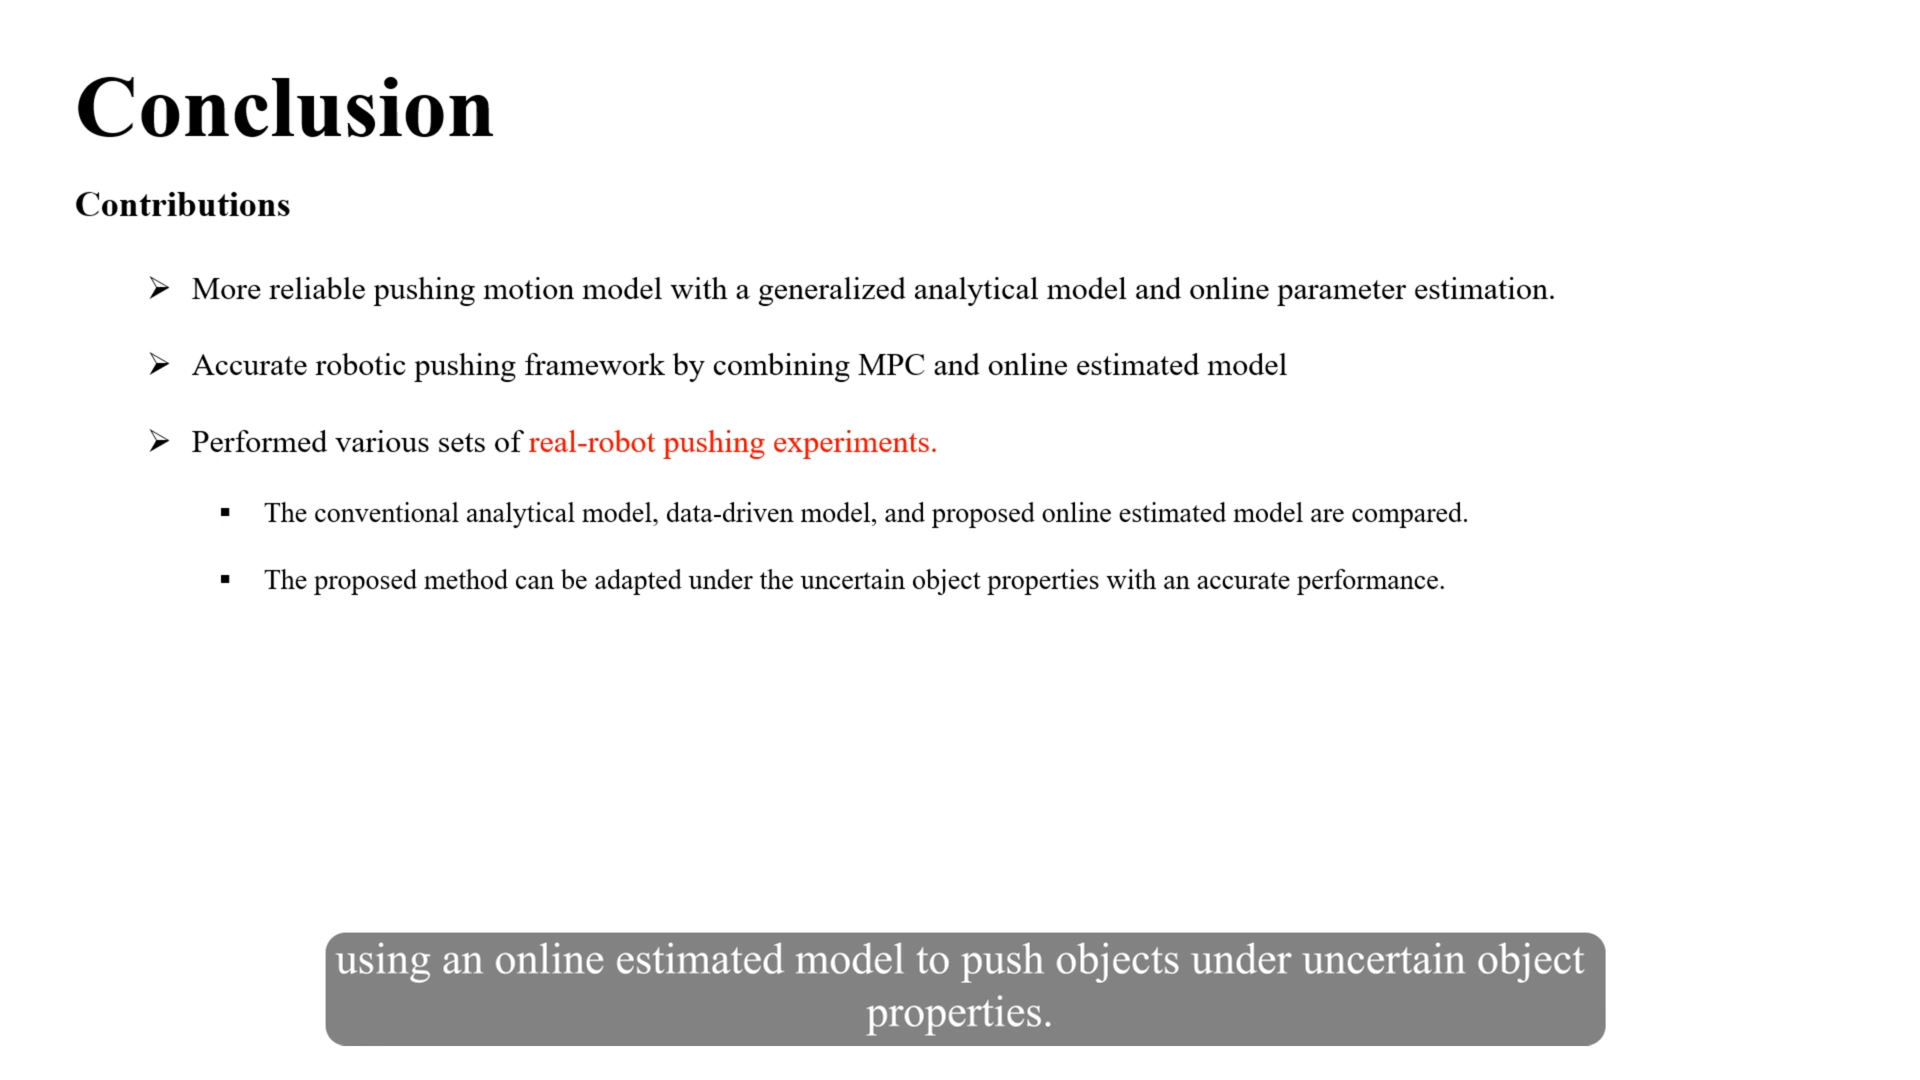 Conclusion
Contributions
More reliable pushing motion model with a generalized analytical model and online parameter estimation.
Accurate robotic pushing framework by combining MPC and online estimated model
Performed various sets of real-robot pushing experiments.
The conventional analytical model, data-driven model, and proposed online estimated model are compared.
The proposed method can be adapted under the uncertain object properties with an accurate performance.
using an online estimated model to push objects under uncertain object
properties.